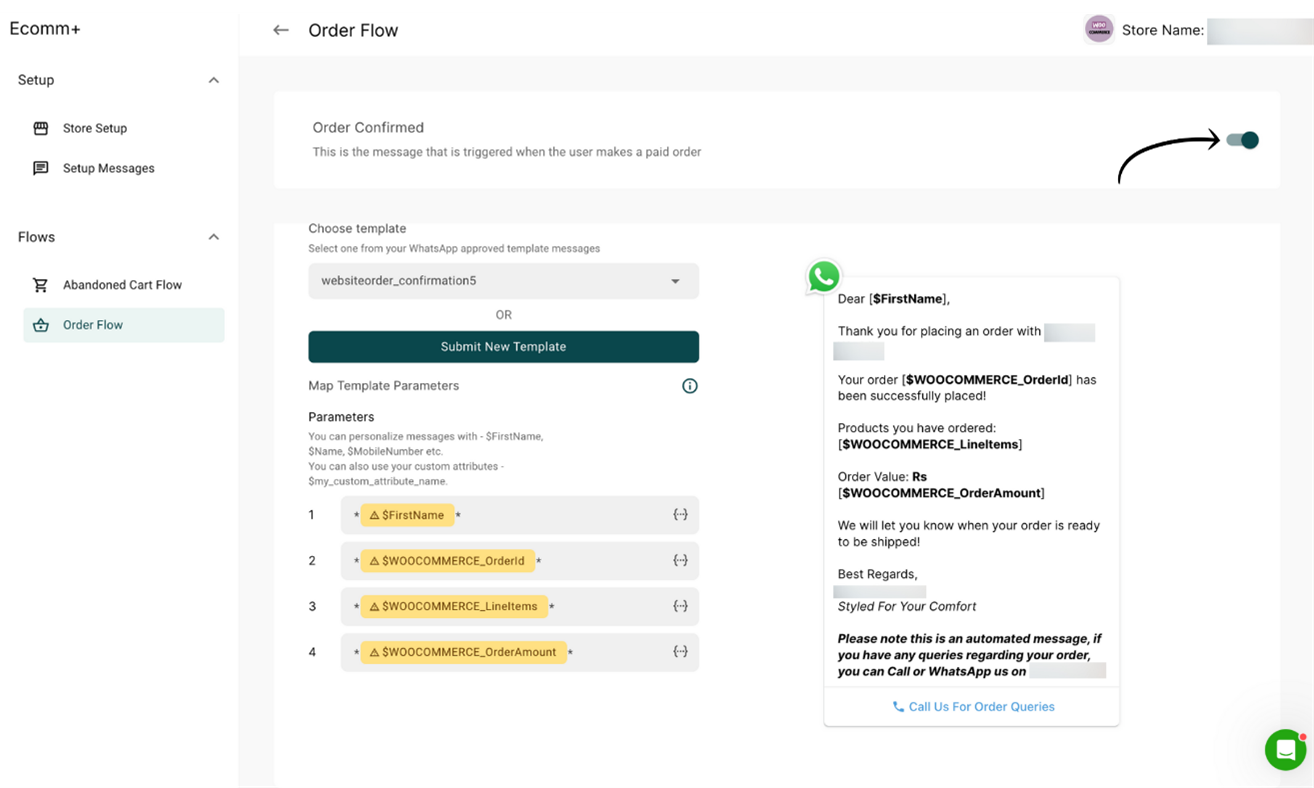 Ecomm+
Order Flow
WOO
COMMERCE
Store Name:
Setup
Store Setup
Setup Messages
Flows
Abandoned Cart Flow
Order Flow
Order Confirmed
This is the message that is triggered when the user makes a paid order
Choose template
Select one from your WhatsApp approved template messages
websiteorder_confirmation5
OR
Submit New Template
Map Template Parameters
Parameters
You can personalize messages with - $FirstName,
$Name, $MobileNumber etc.
You can also use your custom attributes -
$my_custom_attribute_name.
1 * $FirstName * {··}
2 * $WOOCOMMERCE_OrderId * {··}
3 * $WOOCOMMERCE_LineItems * {··}
4 * $WOOCOMMERCE_OrderAmount * {··}
Dear [$FirstName],
Thank you for placing an order with
Your order [$WOOCOMMERCE_OrderId] has
been successfully placed!
Products you have ordered:
[$WOOCOMMERCE_LineItems]
Order Value: Rs
[$WOOCOMMERCE_OrderAmount]
We will let you know when your order is ready
to be shipped!
Best Regards,
Styled For Your Comfort
Please note this is an automated message, if
you have any queries regarding your order,
you can Call or WhatsApp us on
Call Us For Order Queries